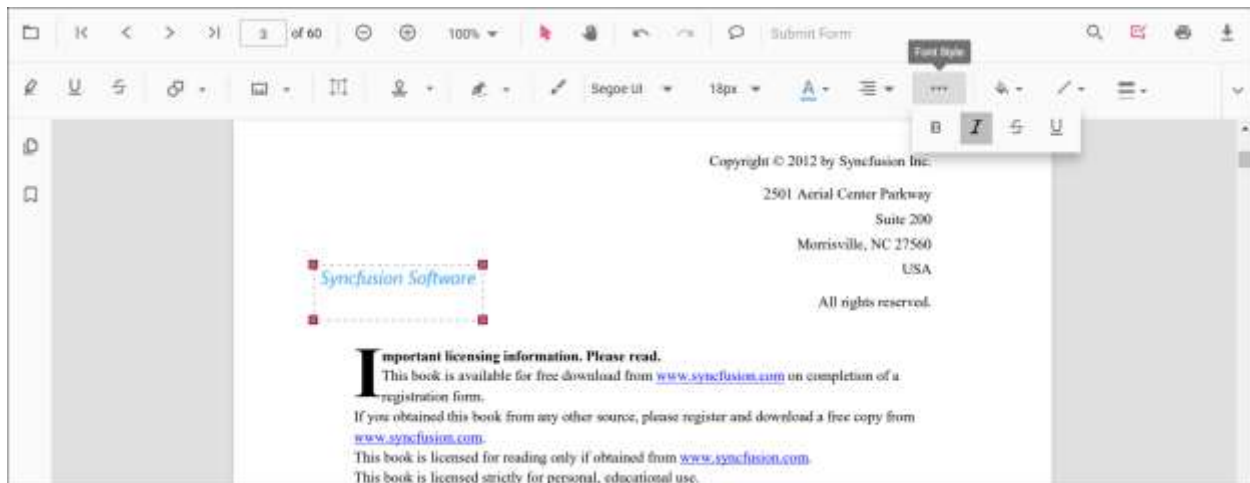 3 of 60 100% Submit Form
Font Style
Segoe UI 18px A
B I S U
Copyright © 2012 by Syncfusion Inc.
2501 Aerial Center Parkway
Suite 200
Morrisville, NC 27560
USA
Syncfusion Software
All rights reserved.
Important licensing information. Please read.
This book is available for free download from www.syncfusion.com on completion of a
registration form.
If you obtained this book from any other source, please register and download a free copy from
www.syncfusion.com.
This book is licensed for reading only if obtained from www.syncfusion.com.
This book is licensed strictly for personal, educational use.